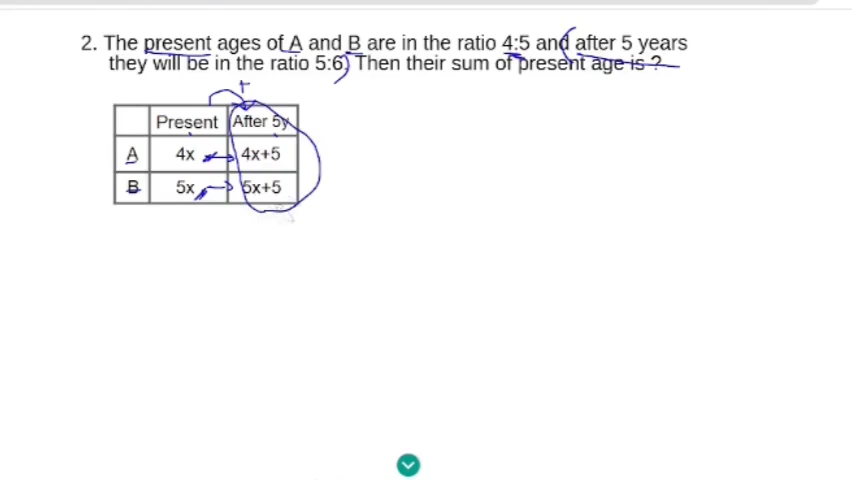 2. The present ages of A and B are in the ratio 4:5 and after 5 years
they will be in the ratio 5:6. Then their sum of present age is ?
+
Present After 5y
A 4x 4x+5
B 5x 5x+5